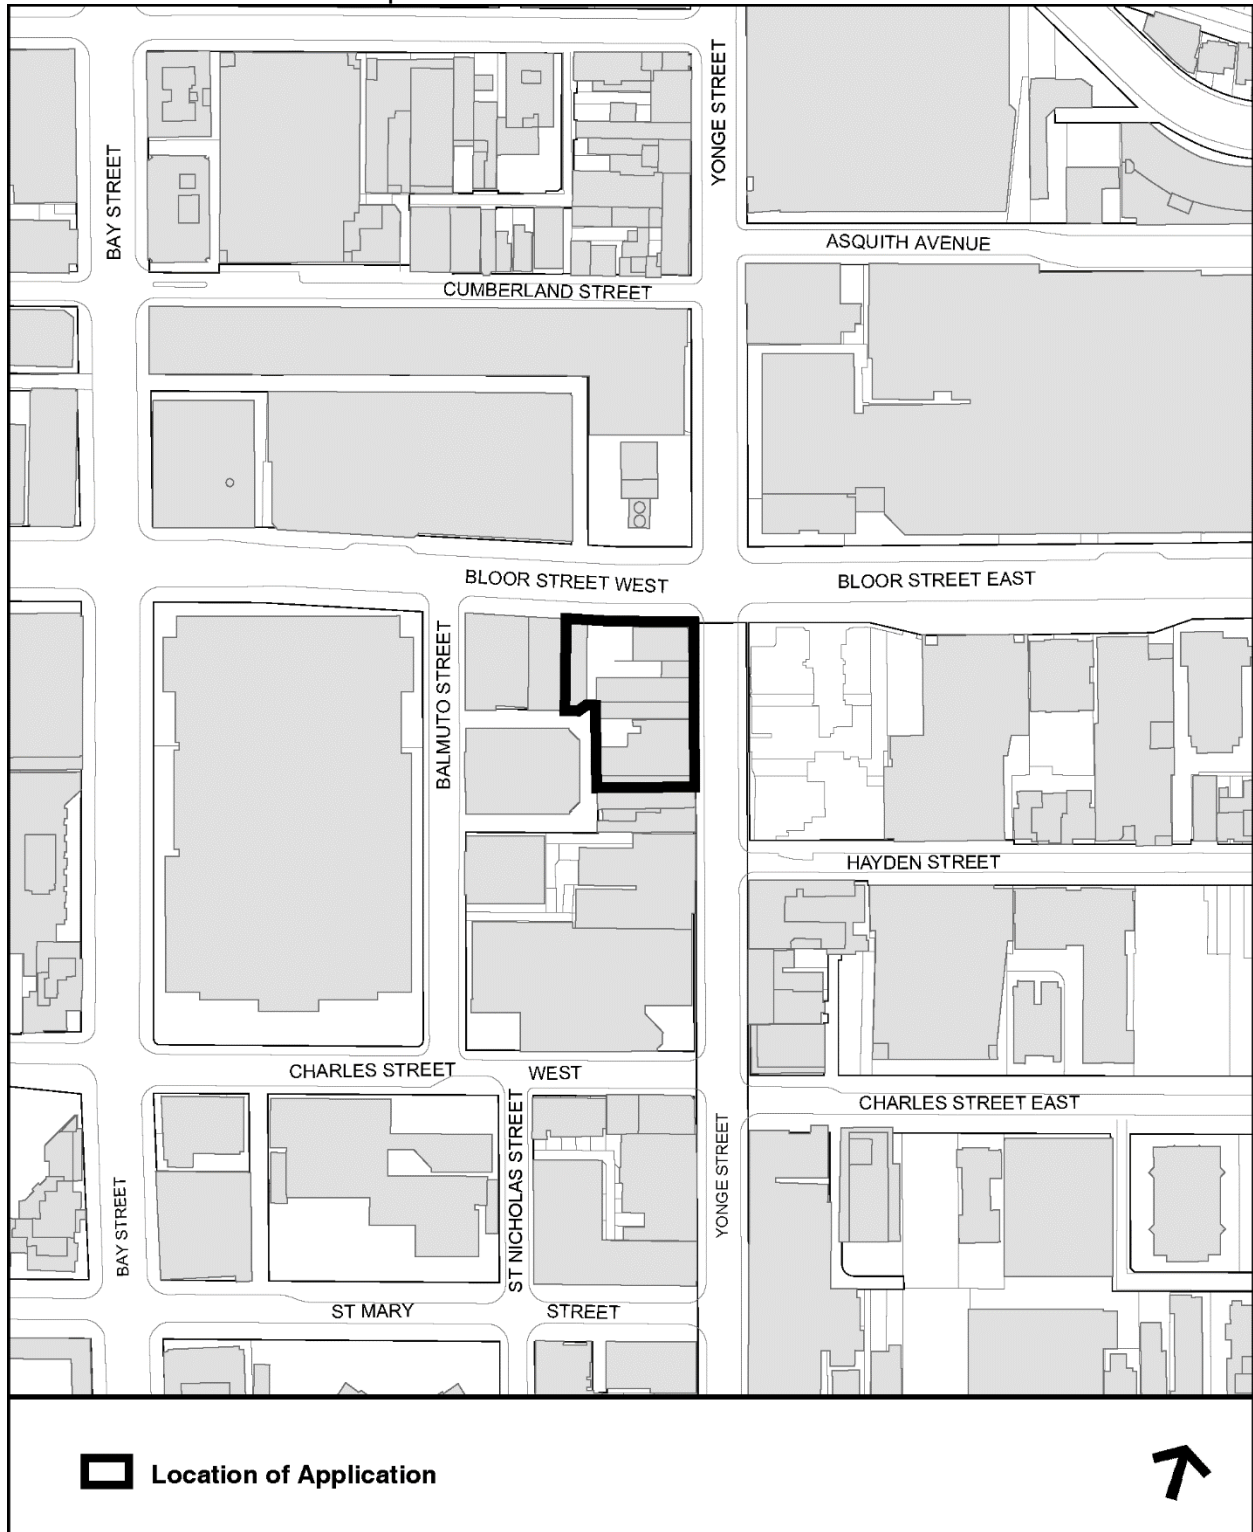 YONGE STREET
BAY STREET
ASQUITH AVENUE
CUMBERLAND STREET
BLOOR STREET WEST
BLOOR STREET EAST
BALMUTO STREET
HAYDEN STREET
CHARLES STREET WEST
CHARLES STREET EAST
ST NICHOLAS STREET
YONGE STREET
BAY STREET
ST MARY STREET
Location of Application